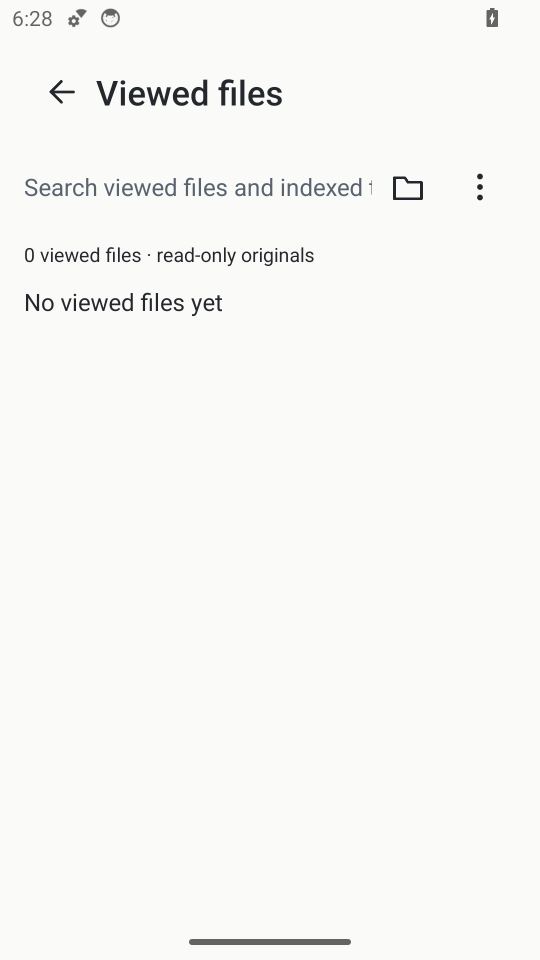 6:28
Viewed files
Search viewed files and indexed
0 viewed files · read-only originals
No viewed files yet